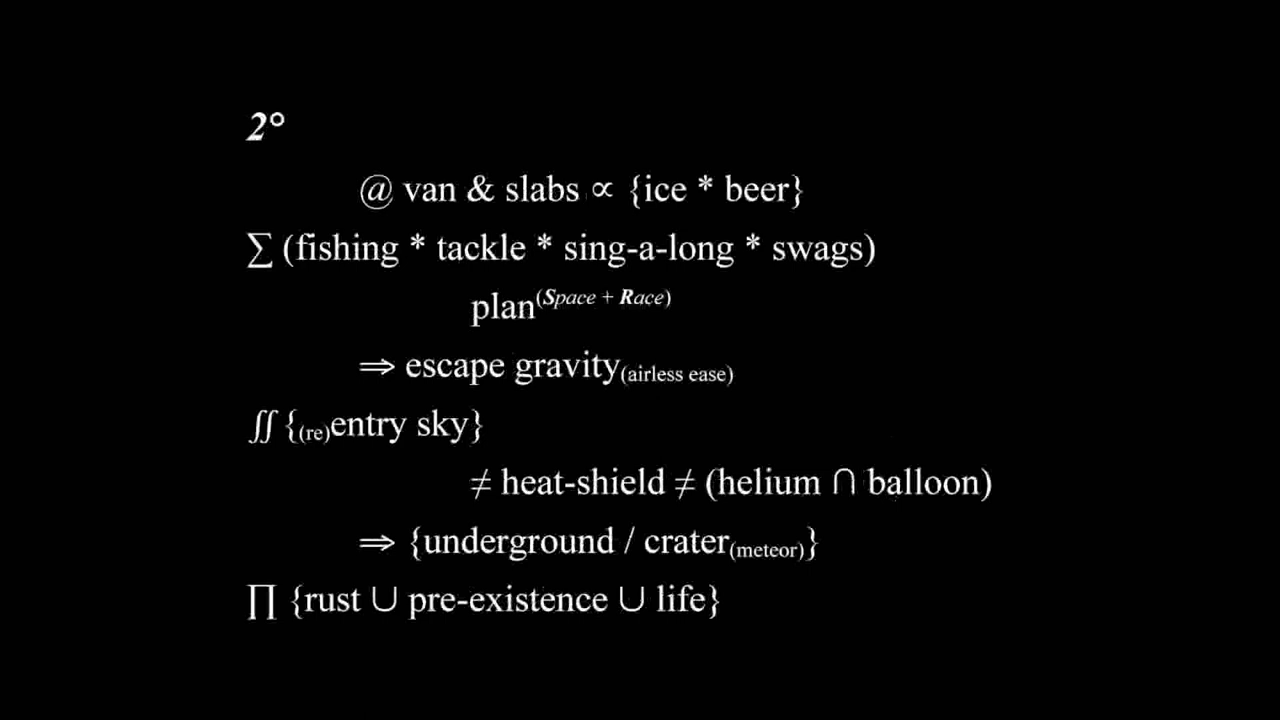 2°
@ van & slabs ∝ {ice * beer}
∑ (fishing * tackle * sing-a-long * swags)
plan(Space + Race)
⇒ escape gravity(airless ease)
∬ {(re)entry sky}
≠ heat-shield ≠ (helium ∩ balloon)
⇒ {underground / crater(meteor)}
∏ {rust ∪ pre-existence ∪ life}